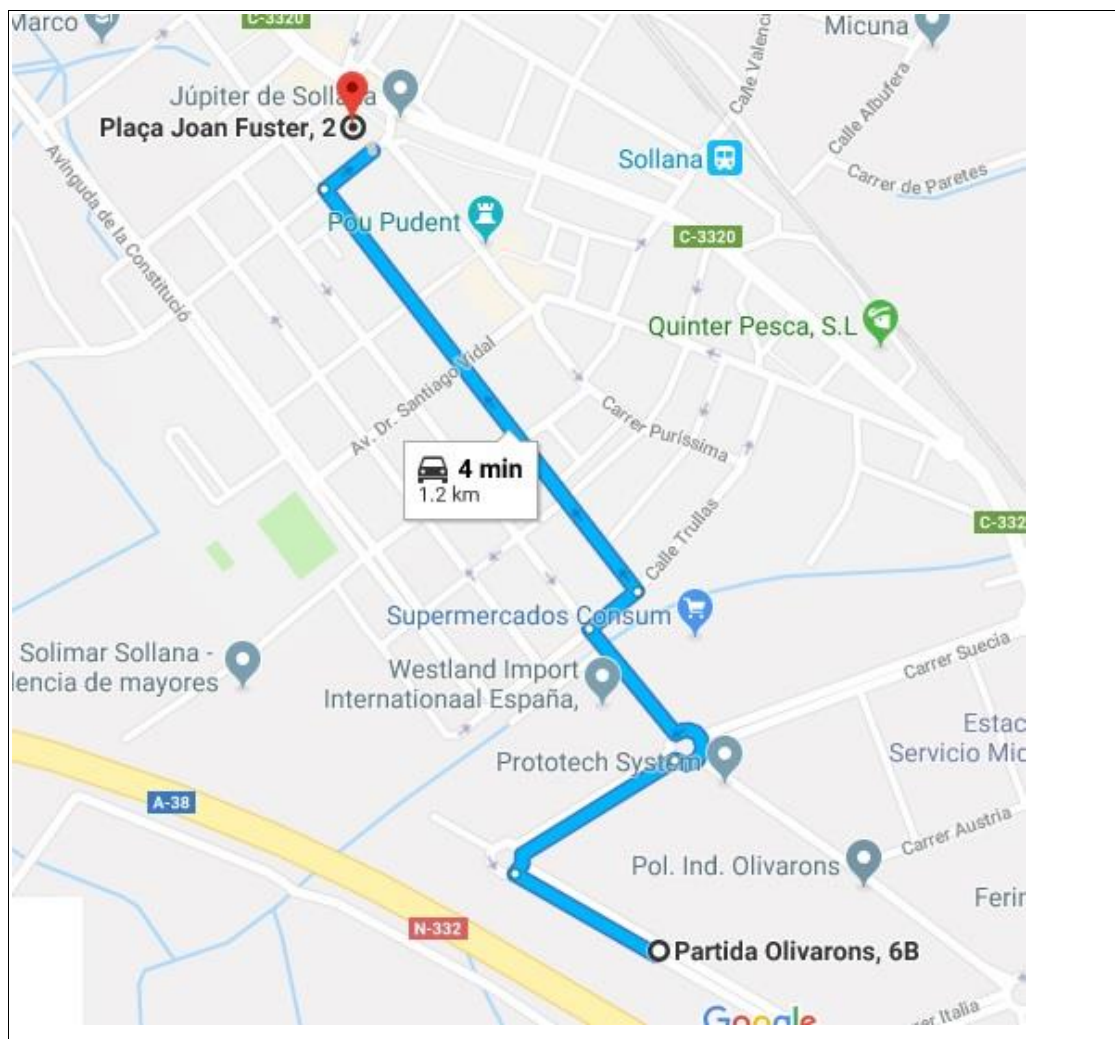 Marco
C-3320
Micuna
Júpiter de Sollana
Plaça Joan Fuster, 2
Calle Valenci
Calle Albufera
Sollana
Carrer de Paretes
Avinguda de la Constitució
Pou Pudent
C-3320
Quinter Pesca, S.L
Av. Dr. Santiago Vidal
Carrer Puríssima
4 min
1.2 km
C-332
Calle Trullas
Supermercados Consum
Solimar Sollana -
lencia de mayores
Westland Import
Internationaal España,
Carrer Suecia
Estac
Servicio Mic
Prototech System
A-38
Carrer Austria
Pol. Ind. Olivarons
Ferir
N-332
Partida Olivarons, 6B
Google
rer Italia